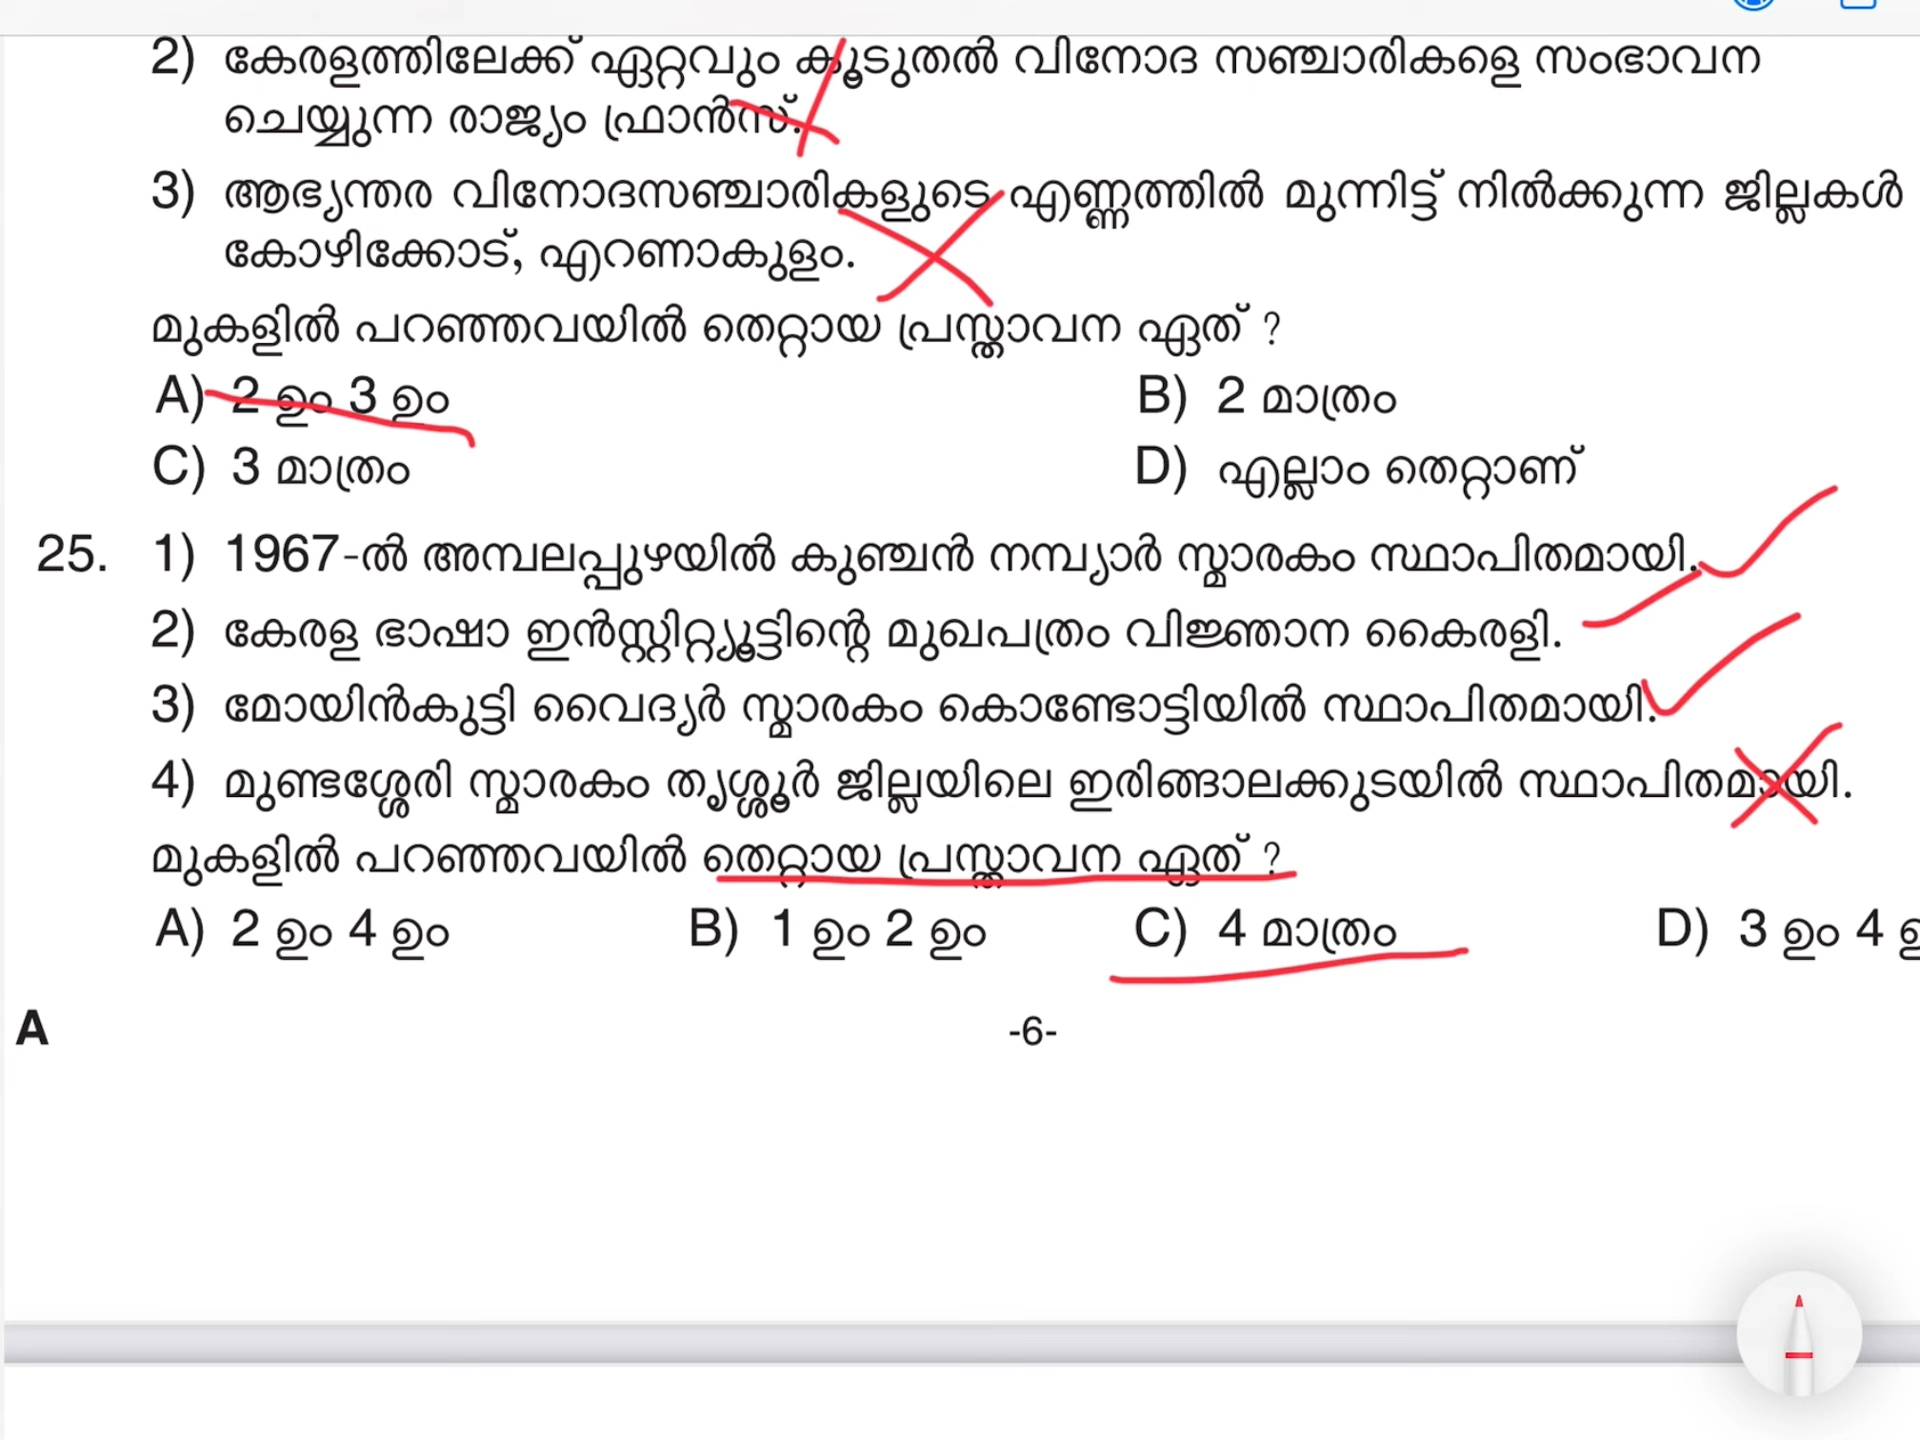 2) കേരളത്തിലേക്ക് ഏറ്റവും കൂടുതൽ വിനോദ സഞ്ചാരികളെ സംഭാവന
ചെയ്യുന്ന രാജ്യം ഫ്രാൻസ്.
3) ആഭ്യന്തര വിനോദസഞ്ചാരികളുടെ എണ്ണത്തിൽ മുന്നിട്ട് നിൽക്കുന്ന ജില്ലകൾ
കോഴിക്കോട്, എറണാകുളം.
മുകളിൽ പറഞ്ഞവയിൽ തെറ്റായ പ്രസ്താവന ഏത് ?
A) 2 ഉം 3 ഉം B) 2 മാത്രം
C) 3 മാത്രം D) എല്ലാം തെറ്റാണ്
25. 1) 1967-ൽ അമ്പലപ്പുഴയിൽ കുഞ്ചൻ നമ്പ്യാർ സ്മാരകം സ്ഥാപിതമായി.
2) കേരള ഭാഷാ ഇൻസ്റ്റിറ്റ്യൂട്ടിന്റെ മുഖപത്രം വിജ്ഞാന കൈരളി.
3) മോയിൻകുട്ടി വൈദ്യർ സ്മാരകം കൊണ്ടോട്ടിയിൽ സ്ഥാപിതമായി.
4) മുണ്ടശ്ശേരി സ്മാരകം തൃശ്ശൂർ ജില്ലയിലെ ഇരിങ്ങാലക്കുടയിൽ സ്ഥാപിതമായി.
മുകളിൽ പറഞ്ഞവയിൽ തെറ്റായ പ്രസ്താവന ഏത് ?
A) 2 ഉം 4 ഉം B) 1 ഉം 2 ഉം C) 4 മാത്രം D) 3 ഉം 4
A -6-